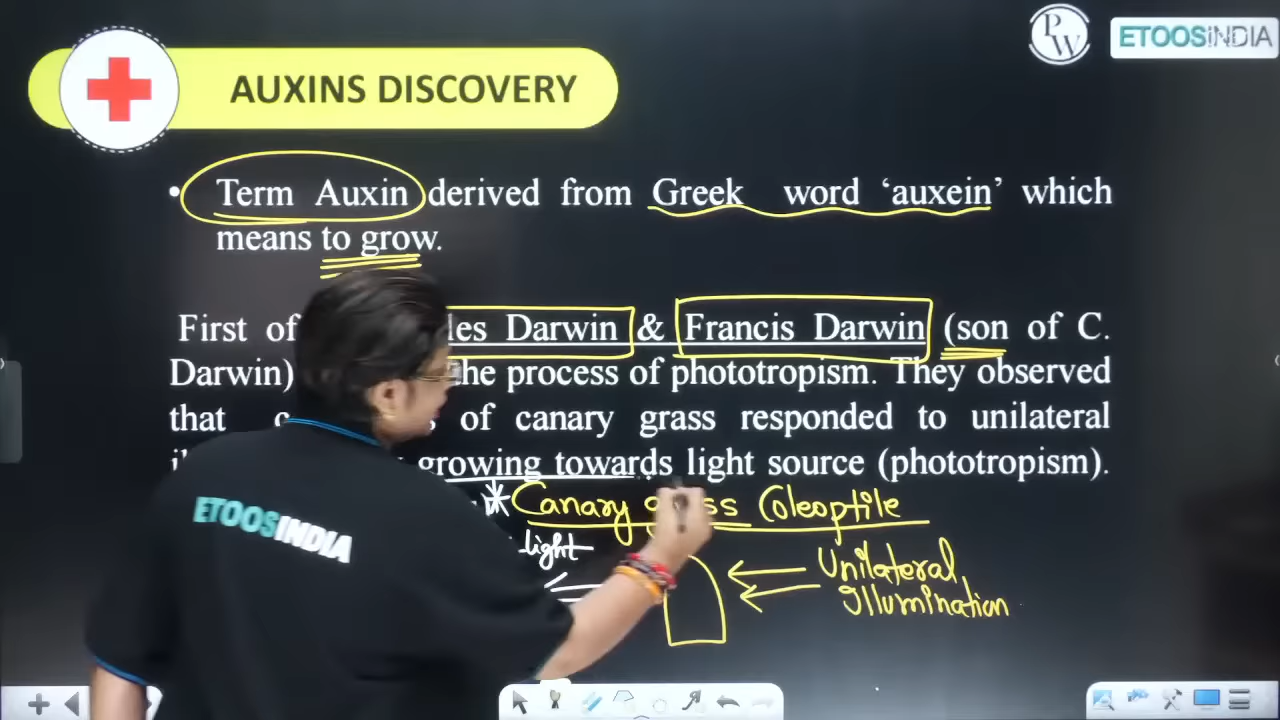 PW ETOOSINDIA
AUXINS DISCOVERY
• Term Auxin derived from Greek word ‘auxein’ which
means to grow.
First of les Darwin & Francis Darwin (son of C.
Darwin) the process of phototropism. They observed
that of canary grass responded to unilateral
growing towards light source (phototropism).
* Canary grass Coleoptile
light
Unilateral
Illumination
ETOOSINDIA